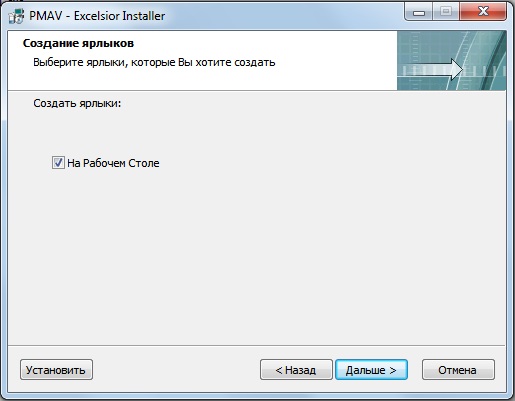 PMAV - Excelsior Installer
Создание ярлыков
Выберите ярлыки, которые Вы хотите создать
Создать ярлыки:
На Рабочем Столе
Установить
< Назад
Дальше >
Отмена